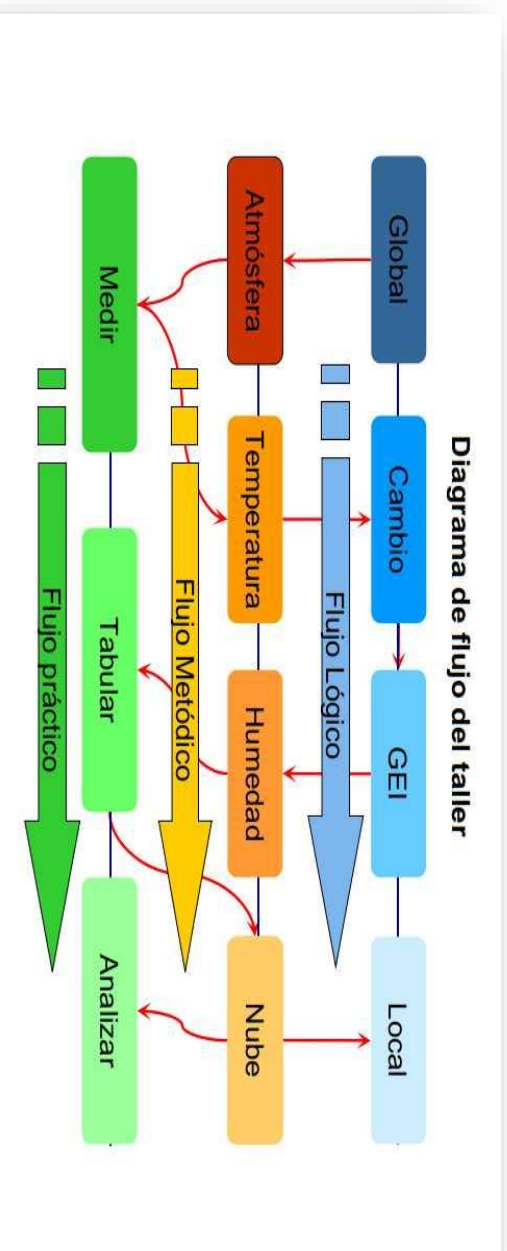 Diagrama de flujo del taller
Global
Cambio
GEI
Local
Flujo Lógico
Atmósfera
Temperatura
Humedad
Nube
Flujo Metódico
Medir
Tabular
Analizar
Flujo práctico